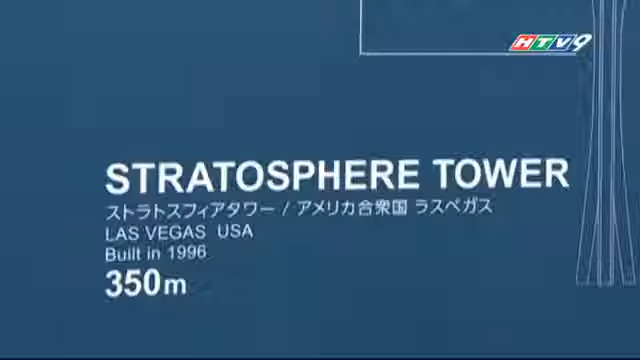 HTV9
STRATOSPHERE TOWER
ストラトスフィアタワー / アメリカ合衆国 ラスベガス
LAS VEGAS USA
Built in 1996
350m